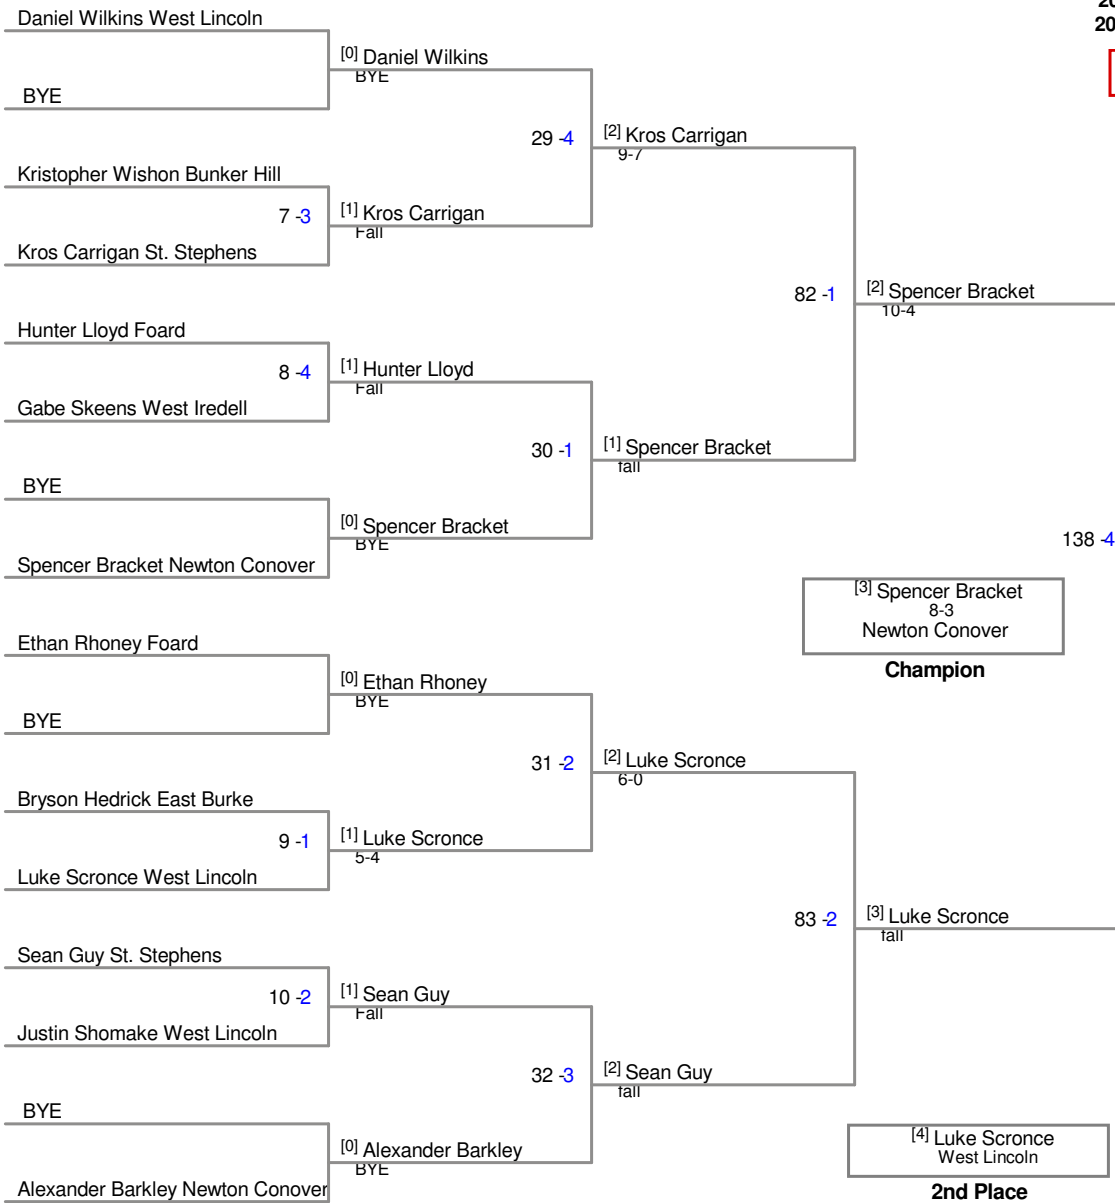 20
Daniel Wilkins West Lincoln
20
[0] Daniel Wilkins
BYE
BYE
29 -4
[2] Kros Carrigan
9-7
Kristopher Wishon Bunker Hill
7 -3
[1] Kros Carrigan
Fall
Kros Carrigan St. Stephens
82 -1
[2] Spencer Bracket
10-4
Hunter Lloyd Foard
8 -4
[1] Hunter Lloyd
Fall
Gabe Skeens West Iredell
30 -1
[1] Spencer Bracket
fall
BYE
[0] Spencer Bracket
BYE
138 -4
Spencer Bracket Newton Conover
[3] Spencer Bracket
8-3
Newton Conover
Champion
Ethan Rhoney Foard
[0] Ethan Rhoney
BYE
BYE
31 -2
[2] Luke Scronce
6-0
Bryson Hedrick East Burke
9 -1
[1] Luke Scronce
5-4
Luke Scronce West Lincoln
83 -2
[3] Luke Scronce
fall
Sean Guy St. Stephens
10 -2
[1] Sean Guy
Fall
Justin Shomake West Lincoln
32 -3
[2] Sean Guy
fall
BYE
[0] Alexander Barkley
BYE
Alexander Barkley Newton Conover
[4] Luke Scronce
West Lincoln
2nd Place